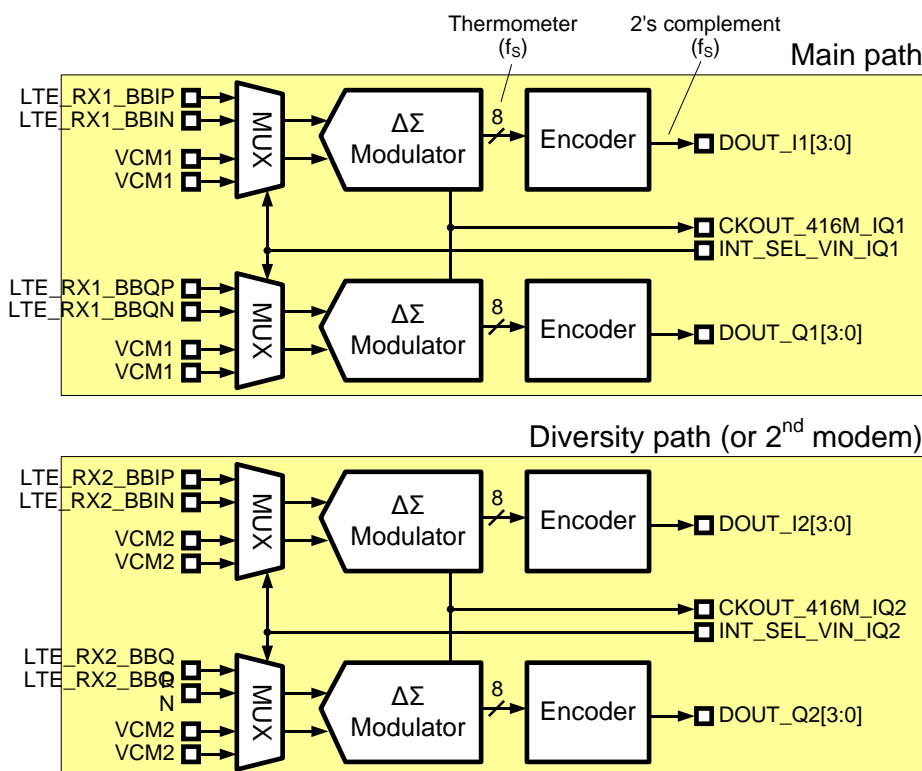 Thermometer
(fS)
2's complement
(fS)
Main path
LTE_RX1_BBIP
LTE_RX1_BBIN
VCM1
VCM1
MUX
ΔΣ
Modulator
8
Encoder
DOUT_I1[3:0]
CKOUT_416M_IQ1
INT_SEL_VIN_IQ1
LTE_RX1_BBQP
LTE_RX1_BBQN
VCM1
VCM1
MUX
ΔΣ
Modulator
8
Encoder
DOUT_Q1[3:0]
Diversity path (or 2nd modem)
LTE_RX2_BBIP
LTE_RX2_BBIN
VCM2
VCM2
MUX
ΔΣ
Modulator
8
Encoder
DOUT_I2[3:0]
CKOUT_416M_IQ2
INT_SEL_VIN_IQ2
LTE_RX2_BBQ
P
LTE_RX2_BBQ
N
VCM2
VCM2
MUX
ΔΣ
Modulator
8
Encoder
DOUT_Q2[3:0]